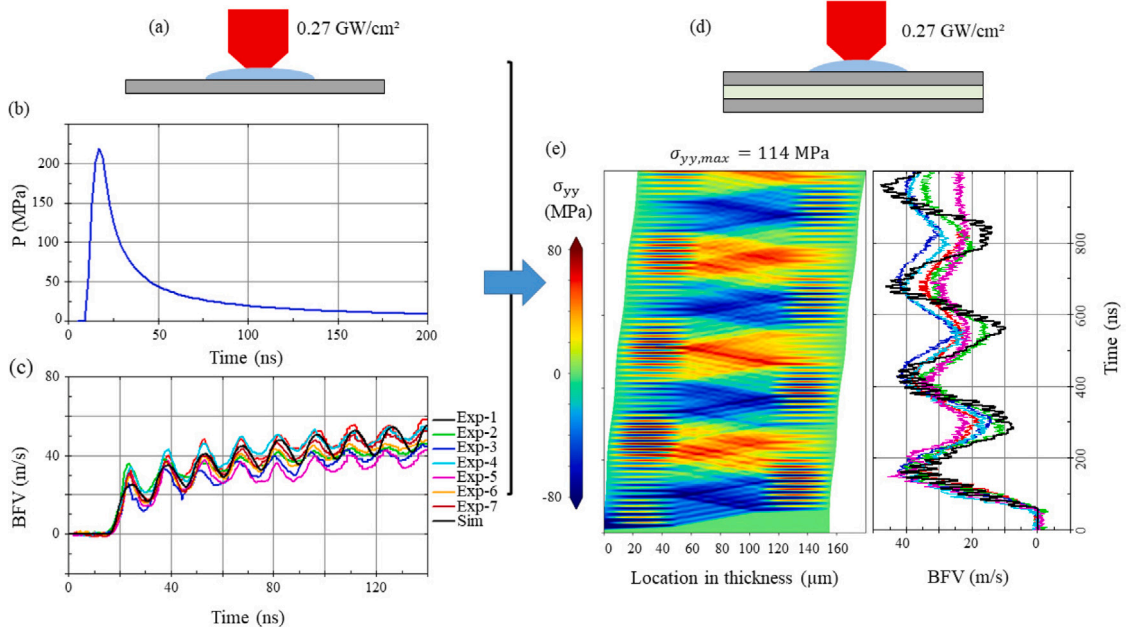 (a)
0.27 GW/cm²
(b)
P (MPa)
200
150
100
50
0
0
50
100
150
200
Time (ns)
(c)
BFV (m/s)
80
40
0
0
40
80
120
Time (ns)
Exp-1
Exp-2
Exp-3
Exp-4
Exp-5
Exp-6
Exp-7
Sim
(d)
0.27 GW/cm²
(e)
σyy,max = 114 MPa
σyy
(MPa)
80
0
-80
0 20 40 60 80 100 120 140 160
Location in thickness (μm)
40 20 0
BFV (m/s)
0
200
400
600
800
Time (ns)